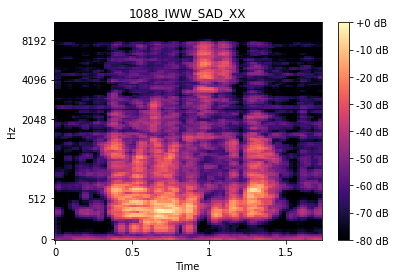 1088_IWW_SAD_XX
Hz
8192
4096
2048
1024
512
0
0
0.5
1
1.5
Time
+0 dB
-10 dB
-20 dB
-30 dB
-40 dB
-50 dB
-60 dB
-70 dB
-80 dB